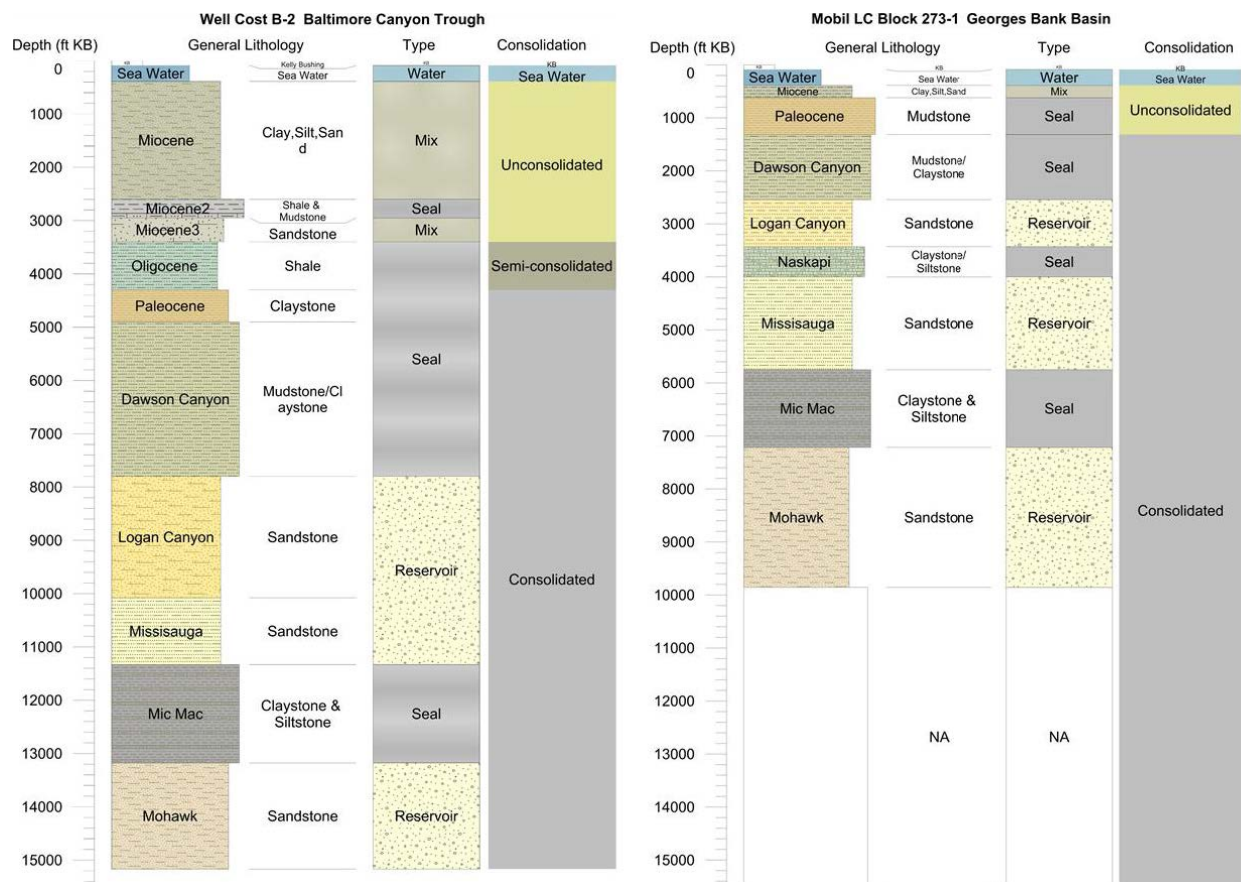 Well Cost B-2 Baltimore Canyon Trough
Depth (ft KB) General Lithology Type Consolidation
KB Kelly Bushing KB KB
0 Sea Water Sea Water Water Sea Water
1000
Miocene Clay,Silt,San
d Mix
2000 Unconsolidated
Miocene2 Shale &
Mudstone Seal
3000
Miocene3 Sandstone Mix
4000 Oligocene Shale Semi-consolidated
Paleocene Claystone
5000
Seal
6000
Dawson Canyon Mudstone/Cl
aystone
7000
8000
9000 Logan Canyon Sandstone
Reservoir
Consolidated
10000
Missisauga Sandstone
11000
12000
Mic Mac Claystone &
Siltstone Seal
13000
14000
Mohawk Sandstone Reservoir
15000
Mobil LC Block 273-1 Georges Bank Basin
Depth (ft KB) General Lithology Type Consolidation
KB KB KB KB
0 Sea Water Sea Water Water Sea Water
Miocene Clay,Silt,Sand Mix
Unconsolidated
1000 Paleocene Mudstone Seal
2000 Dawson Canyon Mudstone/
Claystone Seal
3000 Logan Canyon Sandstone Reservoir
Naskapi Claystone/
Siltstone Seal
4000
5000 Missisauga Sandstone Reservoir
6000
Mic Mac Claystone &
Siltstone Seal
7000
8000
Mohawk Sandstone Reservoir
Consolidated
9000
10000
11000
12000
NA NA
13000
14000
15000